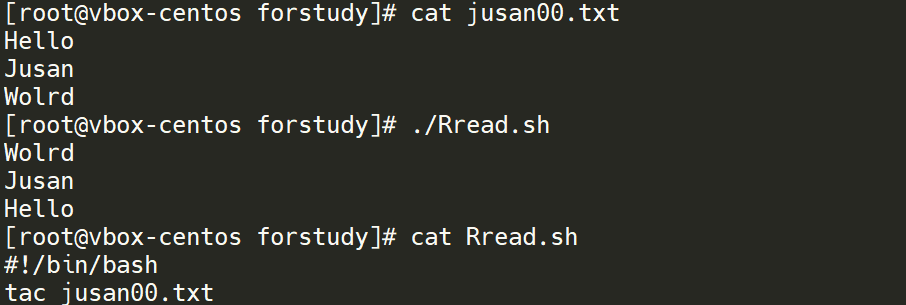 [root@vbox-centos forstudy]# cat jusan00.txt
Hello
Jusan
Wolrd
[root@vbox-centos forstudy]# ./Rread.sh
Wolrd
Jusan
Hello
[root@vbox-centos forstudy]# cat Rread.sh
#!/bin/bash
tac jusan00.txt